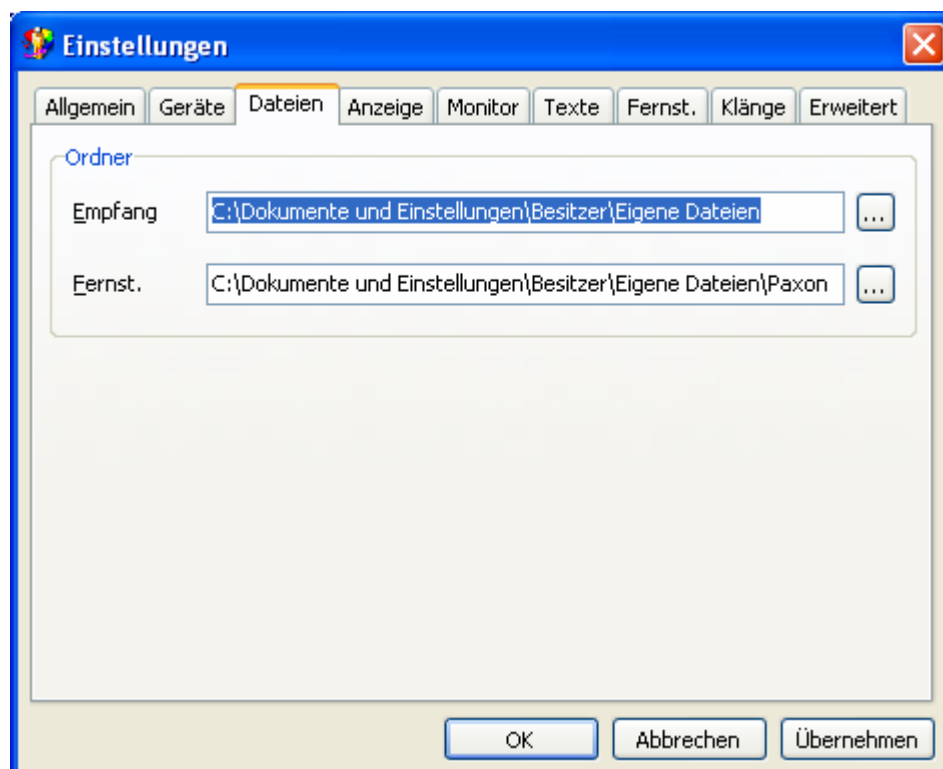 Einstellungen
Allgemein Geräte Dateien Anzeige Monitor Texte Fernst. Klänge Erweitert
Ordner
Empfang C:\Dokumente und Einstellungen\Besitzer\Eigene Dateien ...
Fernst. C:\Dokumente und Einstellungen\Besitzer\Eigene Dateien\Paxon ...
OK Abbrechen Übernehmen